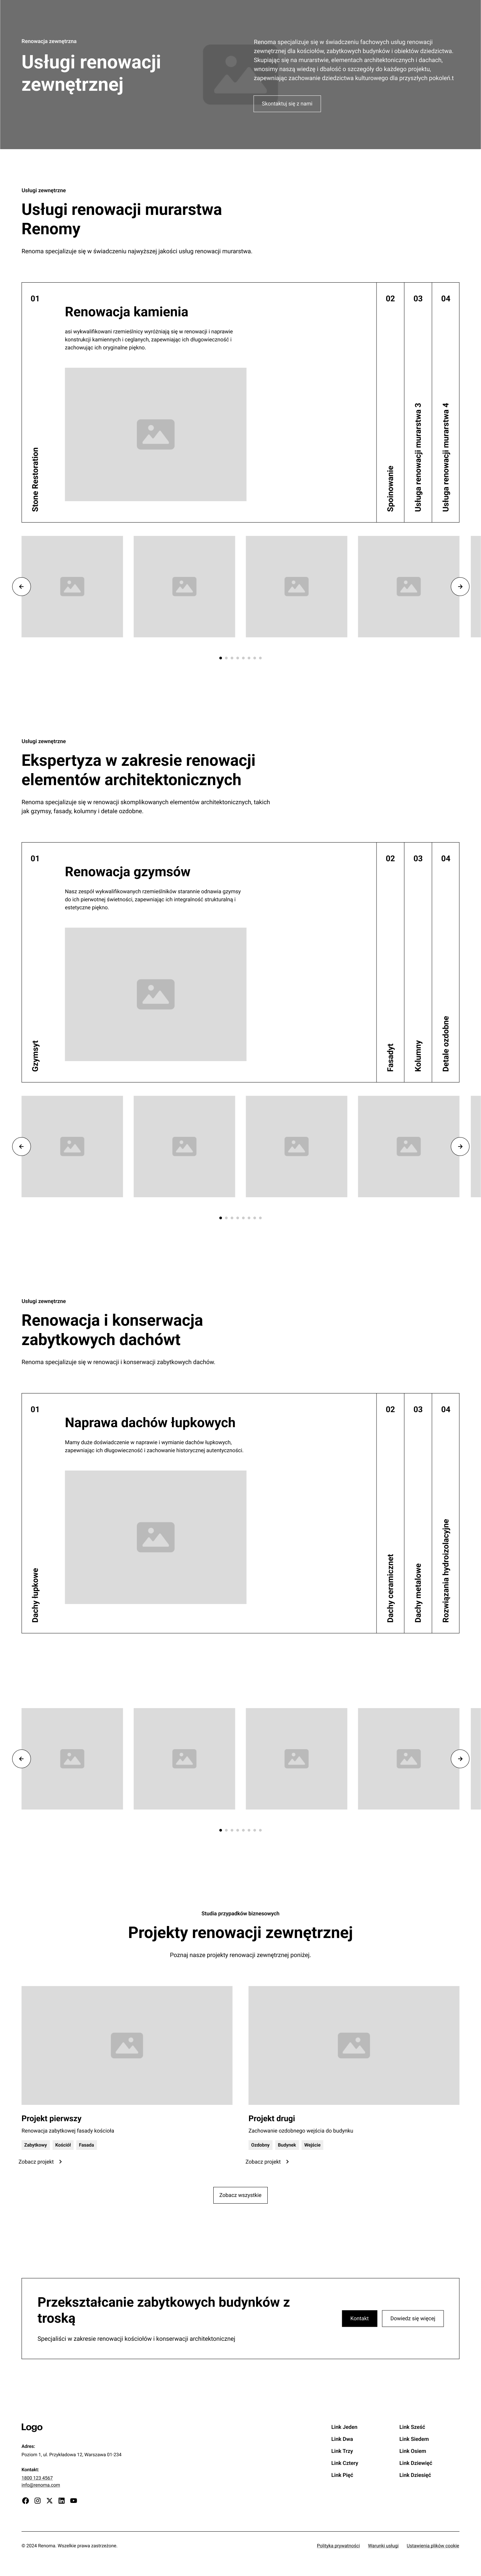 Renowacja zewnętrzna
Usługi renowacji
zewnętrznej
Renoma specjalizuje się w świadczeniu fachowych usług renowacji
zewnętrznej dla kościołów, zabytkowych budynków i obiektów dziedzictwa.
Skupiając się na murarstwie, elementach architektonicznych i dachach,
wnosimy naszą wiedzę i dbałość o szczegóły do każdego projektu,
zapewniając zachowanie dziedzictwa kulturowego dla przyszłych pokoleń.t
Skontaktuj się z nami
Usługi zewnętrzne
Usługi renowacji murarstwa
Renomy
Renoma specjalizuje się w świadczeniu najwyższej jakości usług renowacji murarstwa.
01
Stone Restoration
Renowacja kamienia
asi wykwalifikowani rzemieślnicy wyróżniają się w renowacji i naprawie
konstrukcji kamiennych i ceglanych, zapewniając ich długowieczność i
zachowując ich oryginalne piękno.
02
Spoinowanie
03
Usługa renowacji murarstwa 3
04
Usługa renowacji murarstwa 4
Usługi zewnętrzne
Ekspertyza w zakresie renowacji
elementów architektonicznych
Renoma specjalizuje się w renowacji skomplikowanych elementów architektonicznych, takich
jak gzymsy, fasady, kolumny i detale ozdobne.
01
Gzymsyt
Renowacja gzymsów
Nasz zespół wykwalifikowanych rzemieślników starannie odnawia gzymsy
do ich pierwotnej świetności, zapewniając ich integralność strukturalną i
estetyczne piękno.
02
Fasadyt
03
Kolumny
04
Detale ozdobne
Usługi zewnętrzne
Renowacja i konserwacja
zabytkowych dachówt
Renoma specjalizuje się w renowacji i konserwacji zabytkowych dachów.
01
Dachy łupkowe
Naprawa dachów łupkowych
Mamy duże doświadczenie w naprawie i wymianie dachów łupkowych,
zapewniając ich długowieczność i zachowanie historycznej autentyczności.
02
Dachy ceramicznet
03
Dachy metalowe
04
Rozwiązania hydroizolacyjne
Studia przypadków biznesowych
Projekty renowacji zewnętrznej
Poznaj nasze projekty renowacji zewnętrznej poniżej.
Projekt pierwszy
Renowacja zabytkowej fasady kościoła
Zabytkowy Kościół Fasada
Zobacz projekt
Projekt drugi
Zachowanie ozdobnego wejścia do budynku
Ozdobny Budynek Wejście
Zobacz projekt
Zobacz wszystkie
Przekształcanie zabytkowych budynków z
troską
Specjaliści w zakresie renowacji kościołów i konserwacji architektonicznej
Kontakt
Dowiedz się więcej
Logo
Adres:
Poziom 1, ul. Przykładowa 12, Warszawa 01-234
Kontakt:
1800 123 4567
info@renoma.com
Link Jeden
Link Dwa
Link Trzy
Link Cztery
Link Pięć
Link Sześć
Link Siedem
Link Osiem
Link Dziewięć
Link Dziesięć
© 2024 Renoma. Wszelkie prawa zastrzeżone.
Polityka prywatności
Warunki usługi
Ustawienia plików cookie